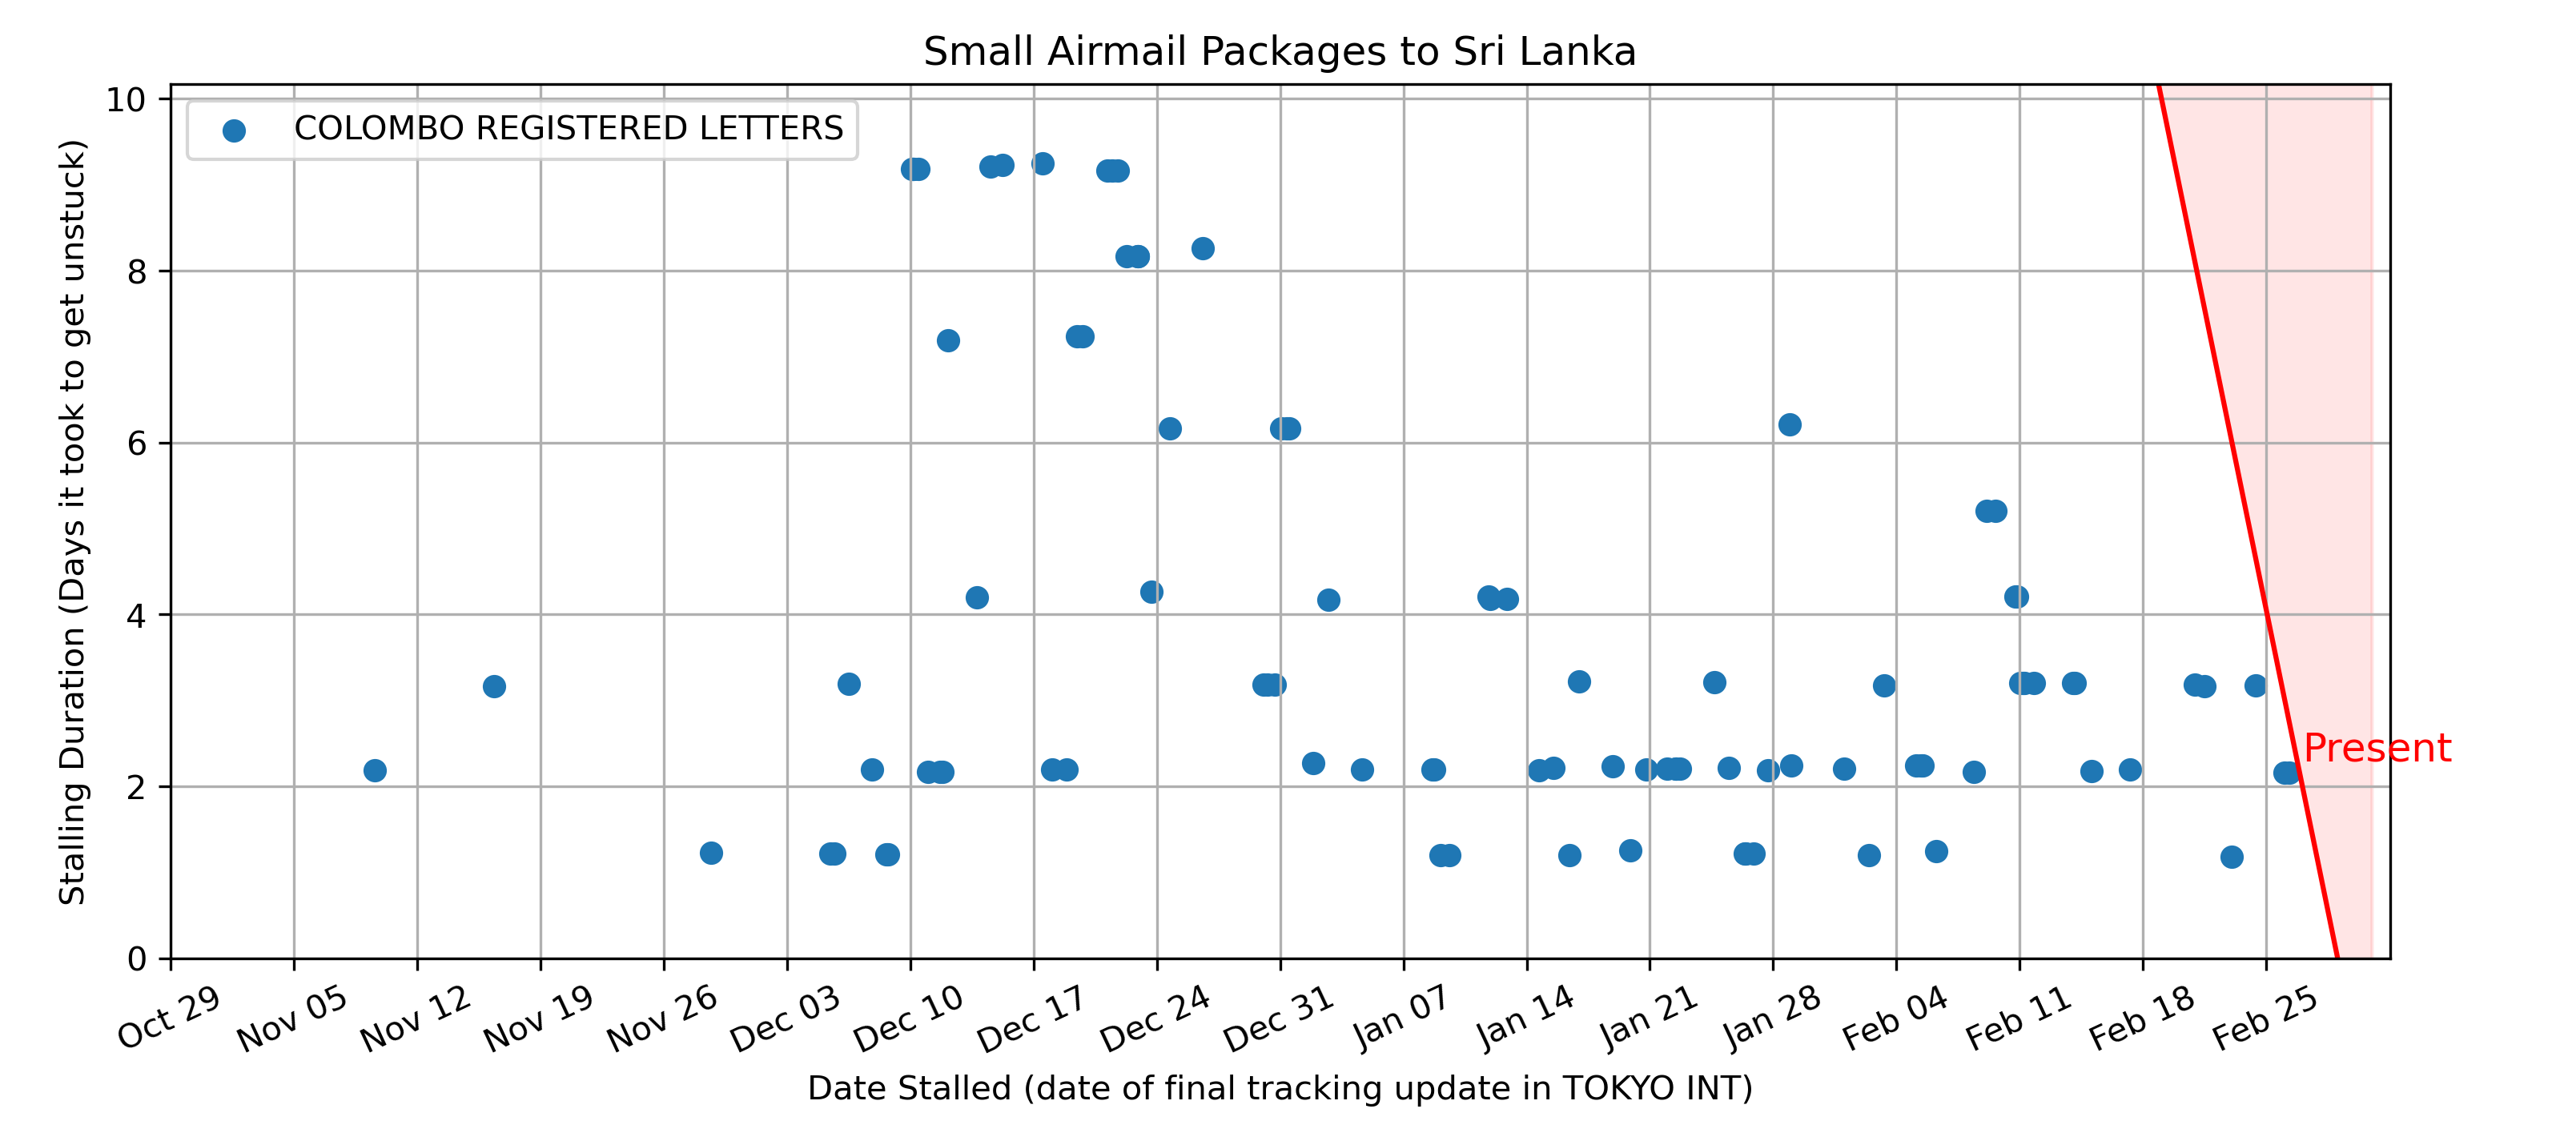 Small Airmail Packages to Sri Lanka
COLOMBO REGISTERED LETTERS
Stalling Duration (Days it took to get unstuck)
10
8
6
4
2
0
Present
Oct 29
Nov 05
Nov 12
Nov 19
Nov 26
Dec 03
Dec 10
Dec 17
Dec 24
Dec 31
Jan 07
Jan 14
Jan 21
Jan 28
Feb 04
Feb 11
Feb 18
Feb 25
Date Stalled (date of final tracking update in TOKYO INT)